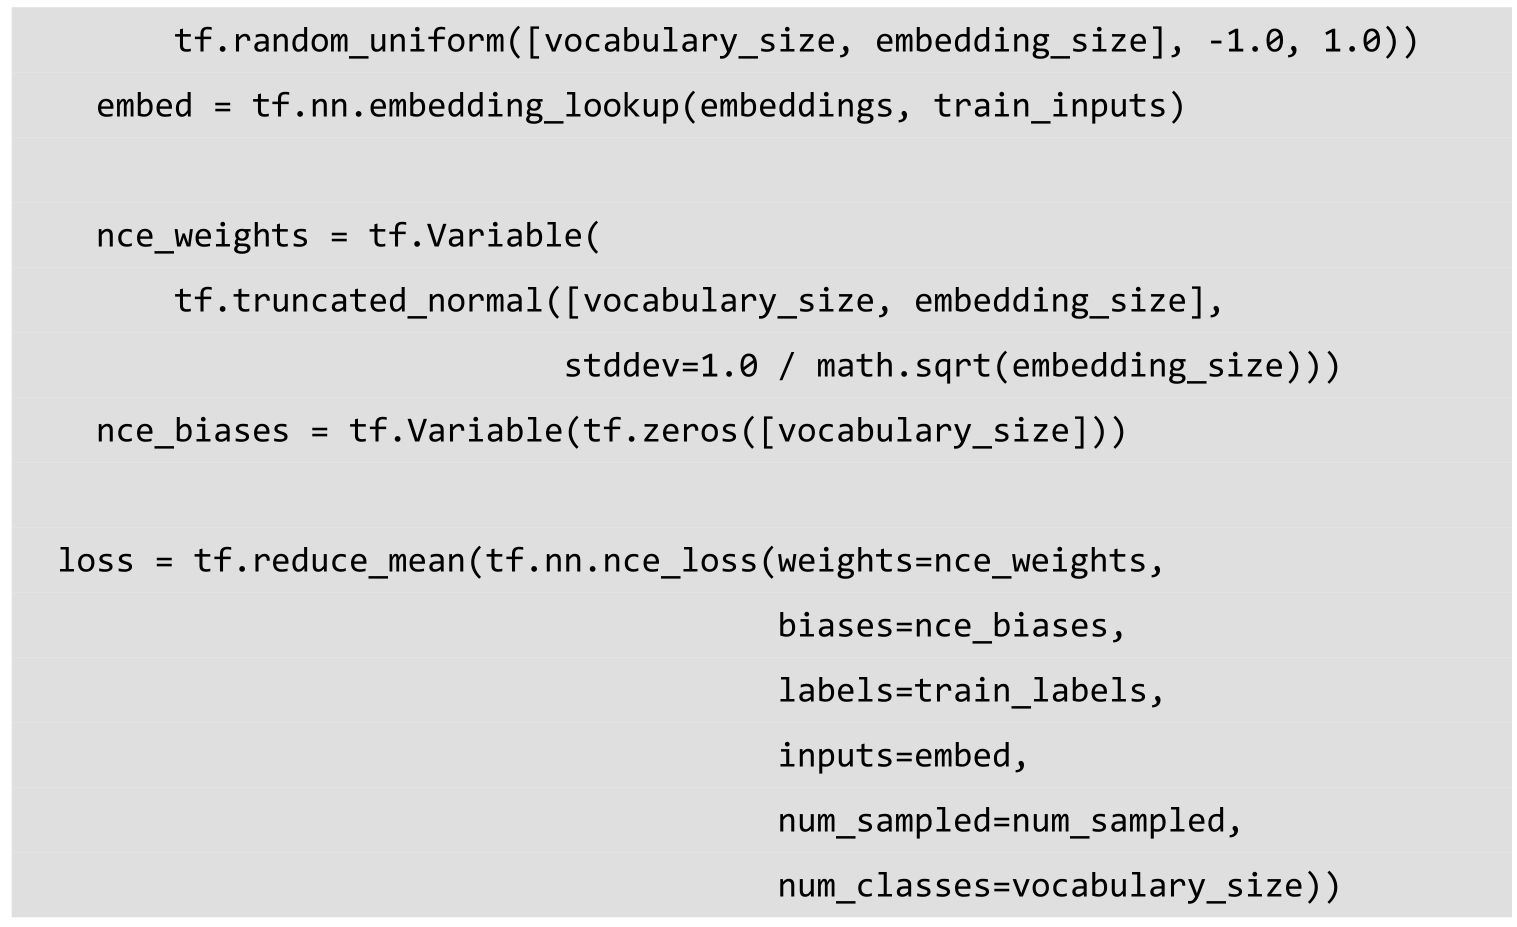 tf.random_uniform([vocabulary_size, embedding_size], -1.0, 1.0))
embed = tf.nn.embedding_lookup(embeddings, train_inputs)
nce_weights = tf.Variable(
tf.truncated_normal([vocabulary_size, embedding_size],
stddev=1.0 / math.sqrt(embedding_size)))
nce_biases = tf.Variable(tf.zeros([vocabulary_size]))
loss = tf.reduce_mean(tf.nn.nce_loss(weights=nce_weights,
biases=nce_biases,
labels=train_labels,
inputs=embed,
num_sampled=num_sampled,
num_classes=vocabulary_size))